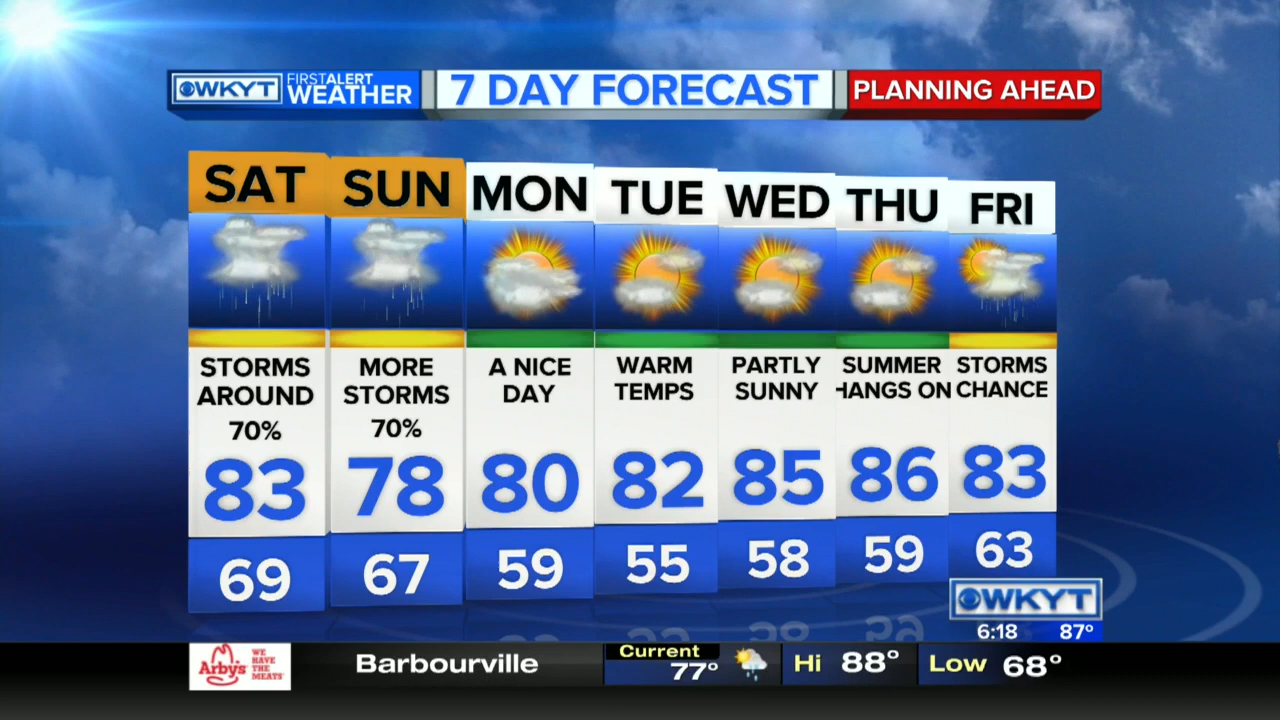 WKYT FIRST ALERT WEATHER
7 DAY FORECAST
PLANNING AHEAD
SAT SUN MON TUE WED THU FRI
STORMS AROUND
70%
83
69
MORE STORMS
70%
78
67
A NICE DAY
80
59
WARM TEMPS
82
55
PARTLY SUNNY
85
58
SUMMER HANGS ON
86
59
STORMS CHANCE
83
63
WKYT
6:18 87°
Arby's WE HAVE THE MEATS
Barbourville
Current 77°
Hi 88°
Low 68°